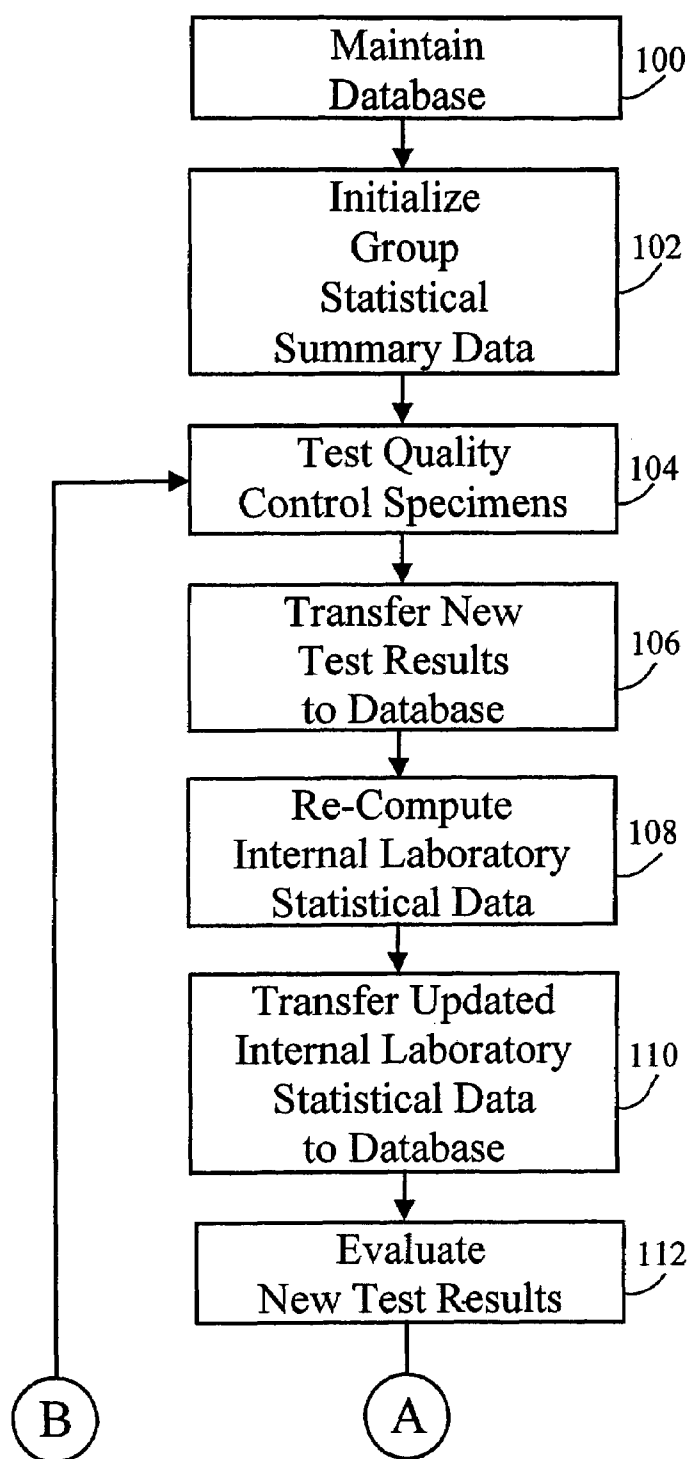 Maintain
Database
100
Initialize
Group
Statistical
Summary Data
102
Test Quality
Control Specimens
104
Transfer New
Test Results
to Database
106
Re-Compute
Internal Laboratory
Statistical Data
108
Transfer Updated
Internal Laboratory
Statistical Data
to Database
110
Evaluate
New Test Results
112
B
A